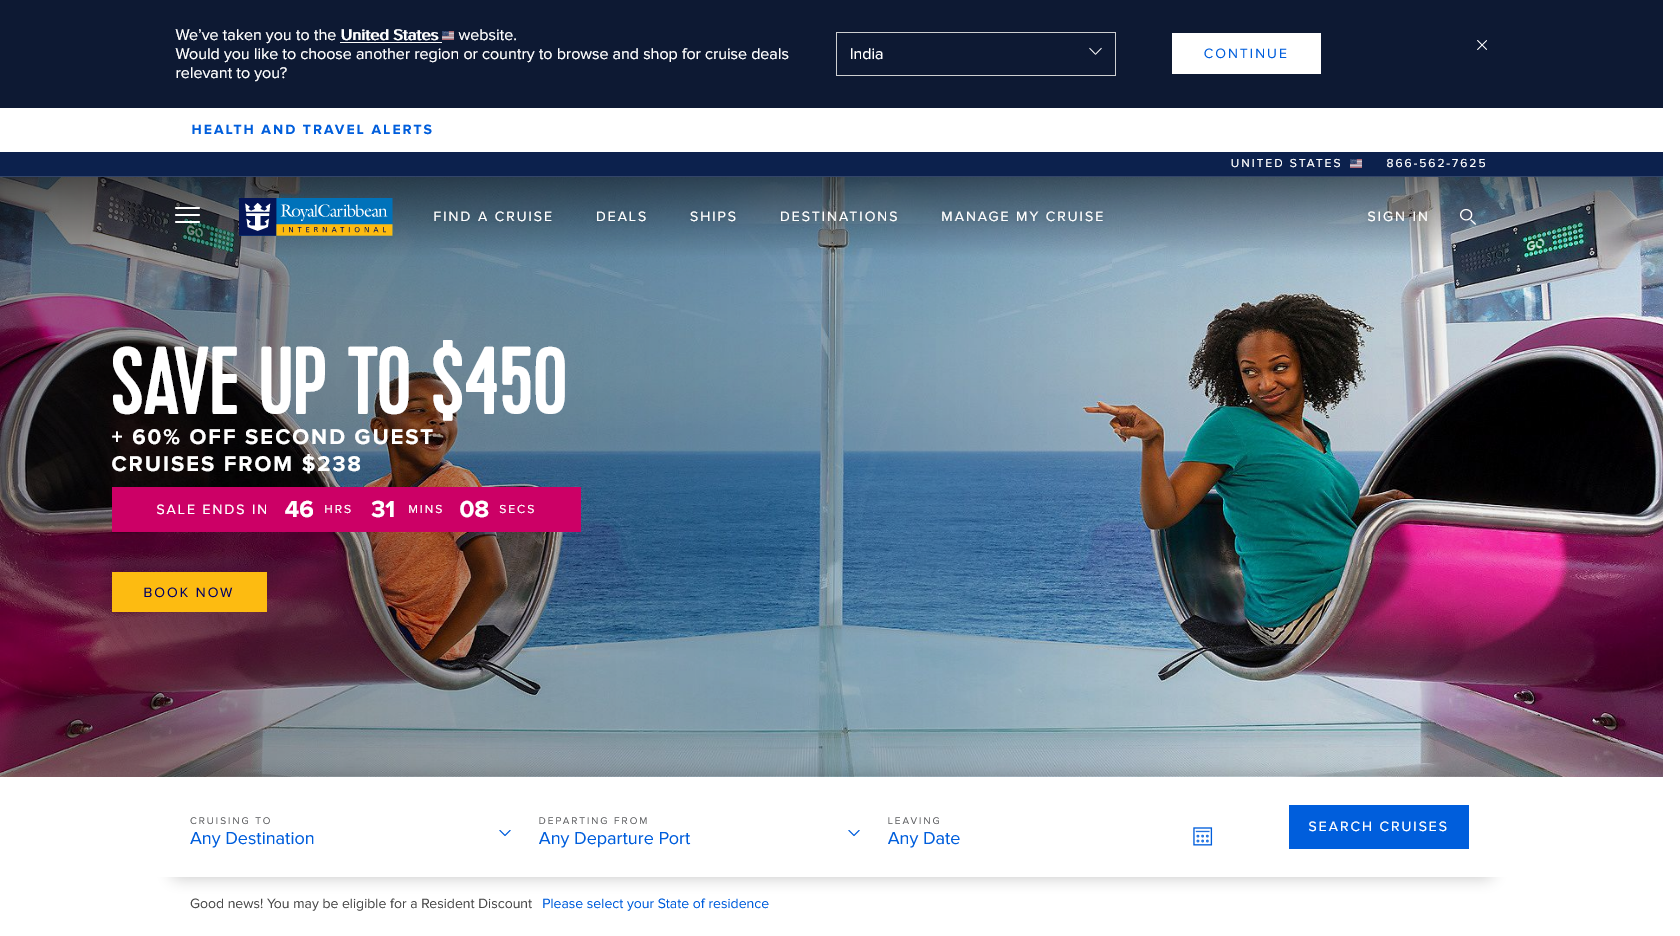 We've taken you to the United States website.
Would you like to choose another region or country to browse and shop for cruise deals
relevant to you?
India
CONTINUE
HEALTH AND TRAVEL ALERTS
UNITED STATES
866-562-7625
RoyalCaribbean
INTERNATIONAL
FIND A CRUISE
DEALS
SHIPS
DESTINATIONS
MANAGE MY CRUISE
SIGN IN
STOP GO
STOP GO
SAVE UP TO $450
+ 60% OFF SECOND GUEST
CRUISES FROM $238
SALE ENDS IN 46 HRS 31 MINS 08 SECS
BOOK NOW
CRUISING TO
Any Destination
DEPARTING FROM
Any Departure Port
LEAVING
Any Date
SEARCH CRUISES
Good news! You may be eligible for a Resident Discount Please select your State of residence